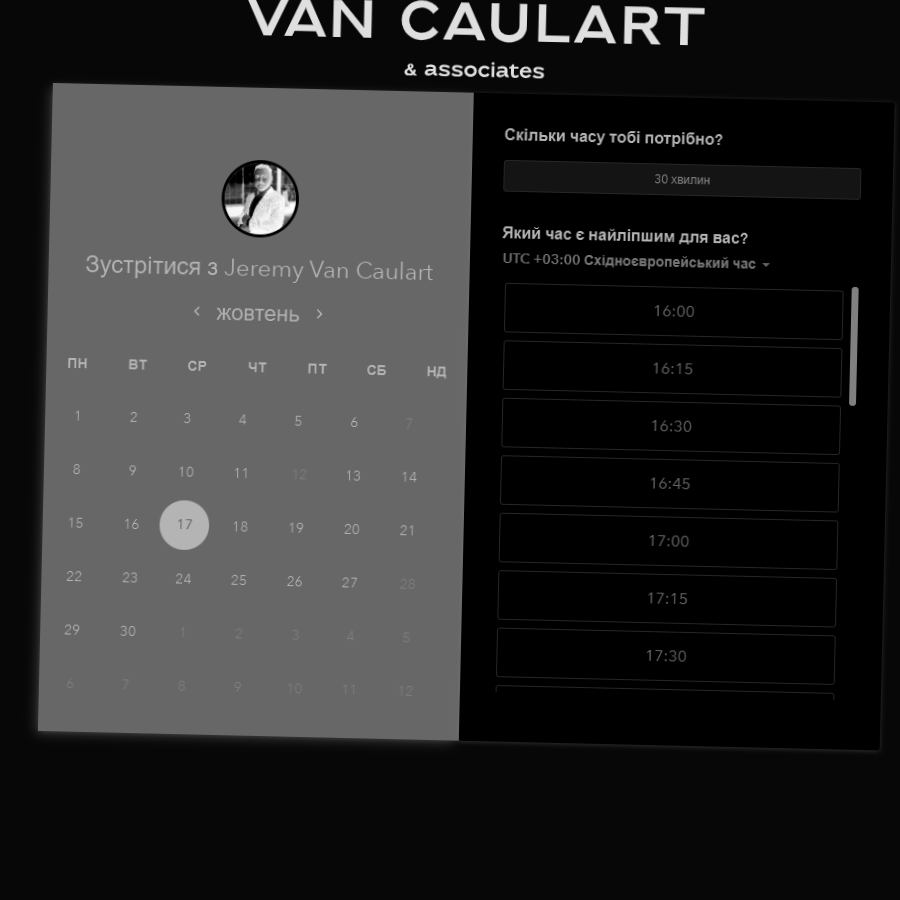 VAN CAULART
& associates
Зустрітися з Jeremy Van Caulart
жовтень
ПН ВТ СР ЧТ ПТ СБ НД
1 2 3 4 5 6 7
8 9 10 11 12 13 14
15 16 17 18 19 20 21
22 23 24 25 26 27 28
29 30 1 2 3 4 5
6 7 8 9 10 11 12
Скільки часу тобі потрібно?
30 хвилин
Який час є найліпшим для вас?
UTC +03:00 Східноєвропейський час
16:00
16:15
16:30
16:45
17:00
17:15
17:30